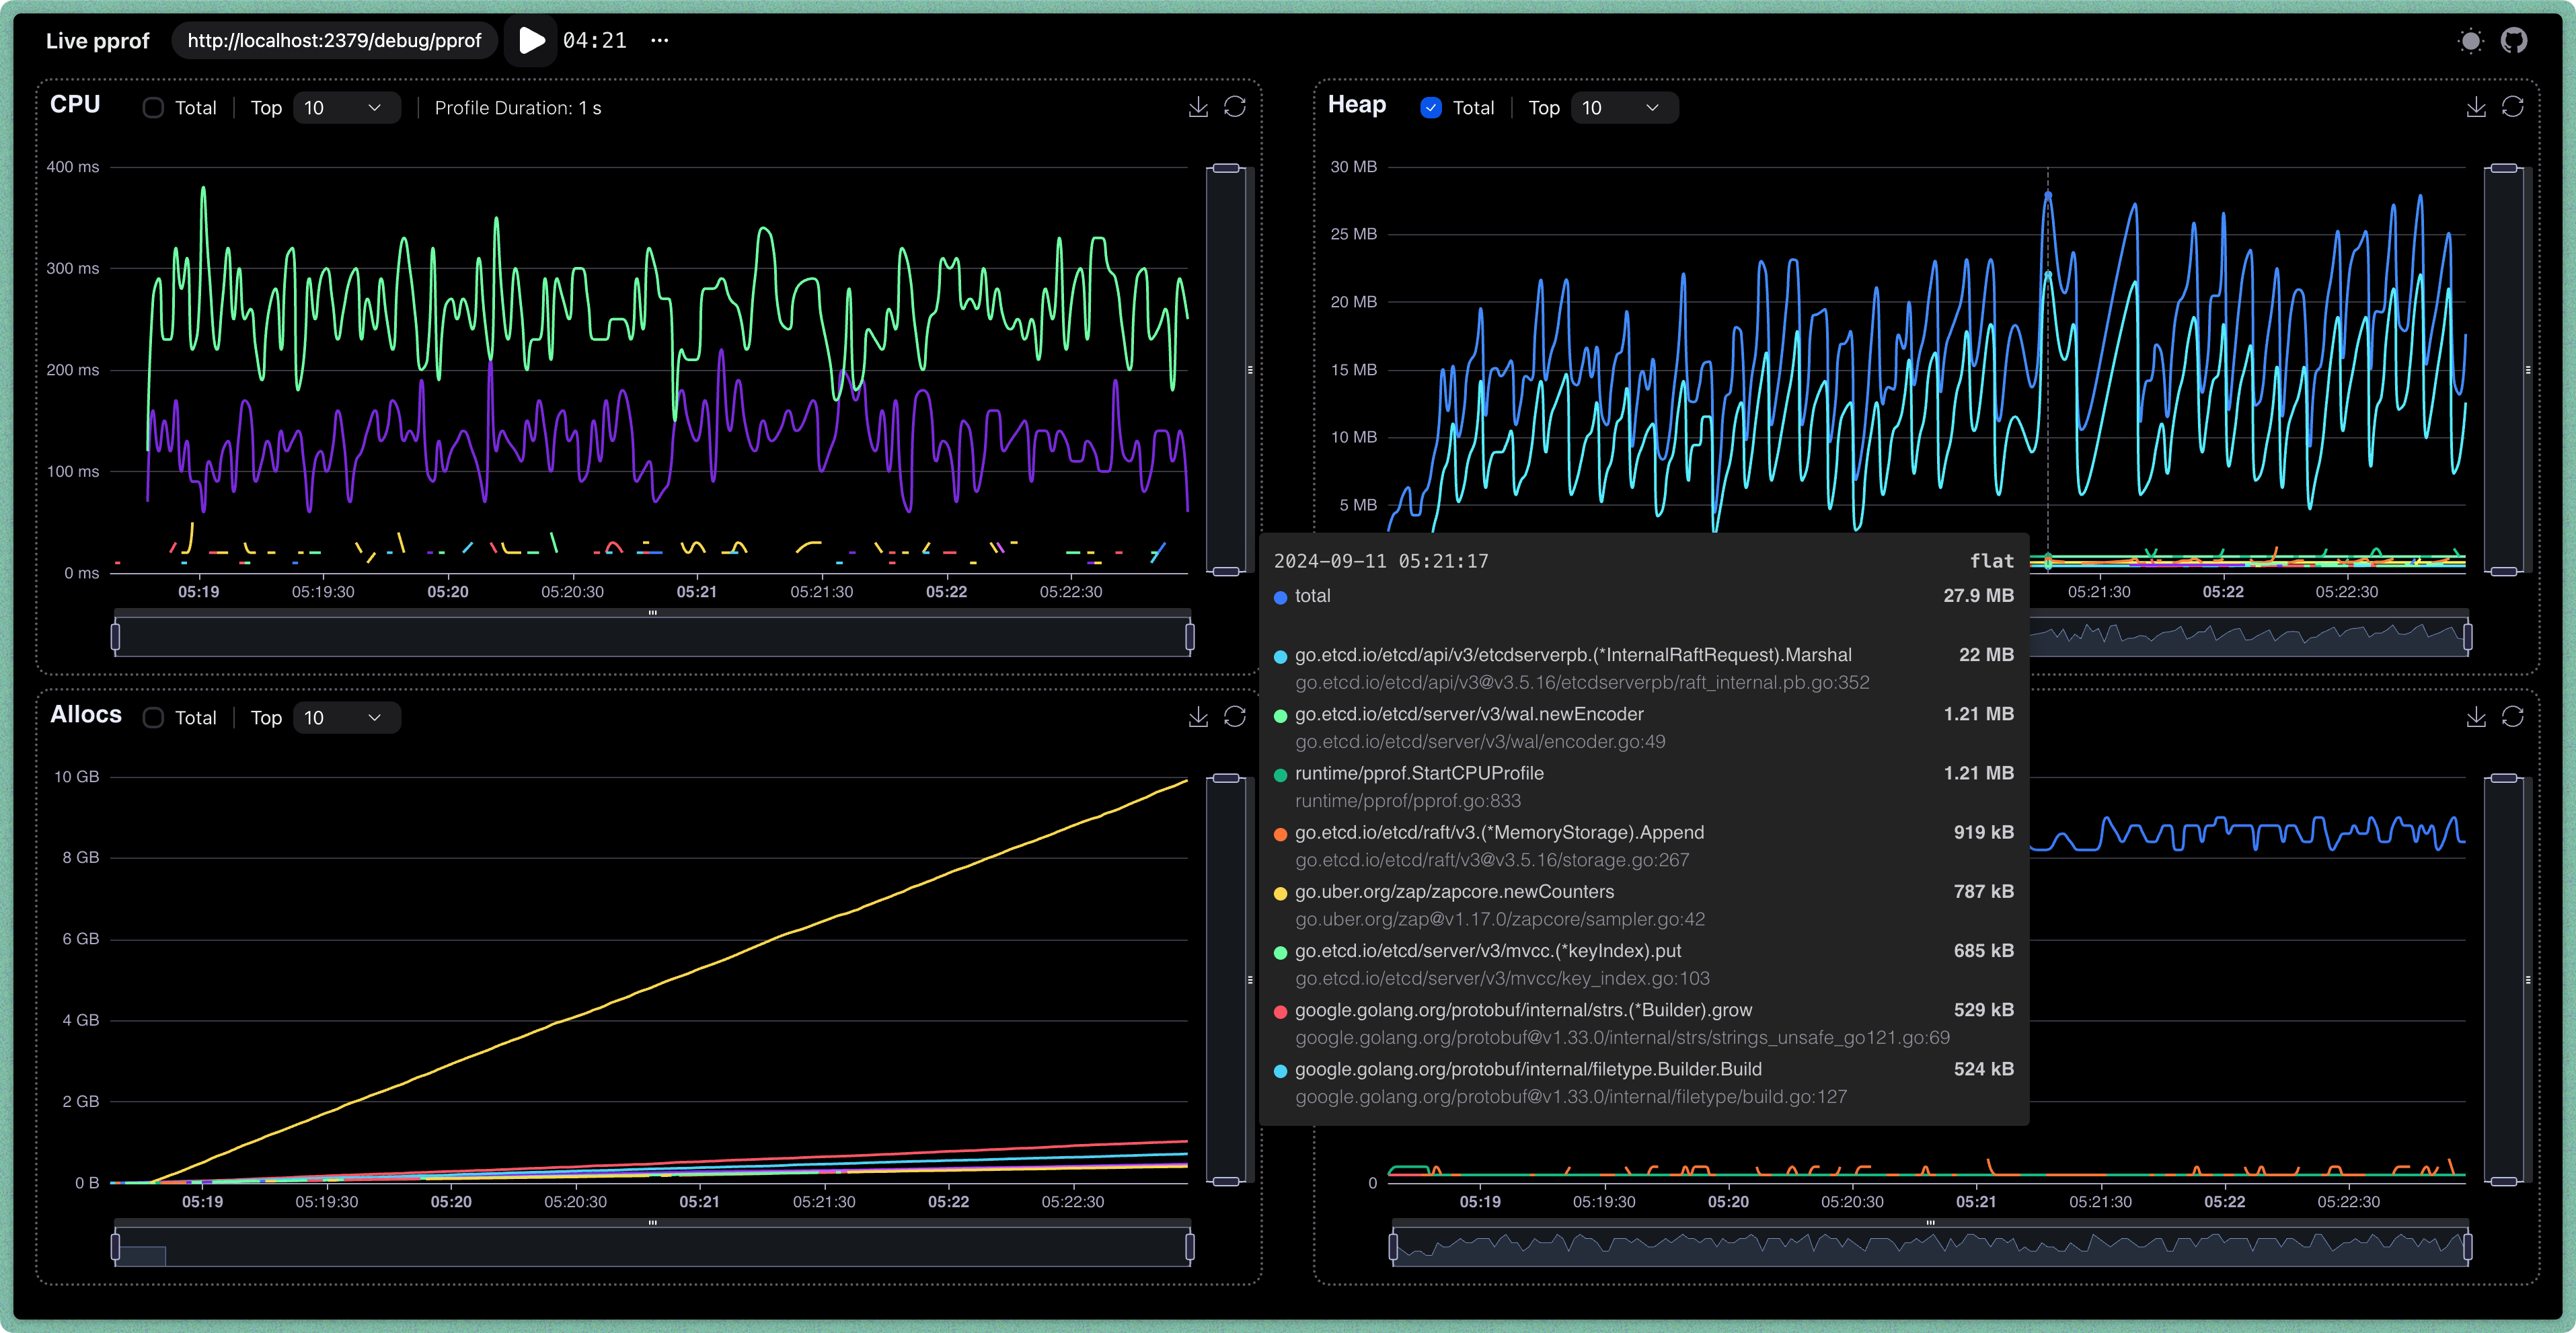 Live pprof http://localhost:2379/debug/pprof 04:21 ···
CPU Total Top 10 Profile Duration: 1 s
400 ms
300 ms
200 ms
100 ms
0 ms
05:19 05:19:30 05:20 05:20:30 05:21 05:21:30 05:22 05:22:30
Heap Total Top 10
30 MB
25 MB
20 MB
15 MB
10 MB
5 MB
05:21:30 05:22 05:22:30
2024-09-11 05:21:17 flat
total 27.9 MB
go.etcd.io/etcd/api/v3/etcdserverpb.(*InternalRaftRequest).Marshal 22 MB
go.etcd.io/etcd/api/v3@v3.5.16/etcdserverpb/raft_internal.pb.go:352
go.etcd.io/etcd/server/v3/wal.newEncoder 1.21 MB
go.etcd.io/etcd/server/v3/wal/encoder.go:49
runtime/pprof.StartCPUProfile 1.21 MB
runtime/pprof/pprof.go:833
go.etcd.io/etcd/raft/v3.(*MemoryStorage).Append 919 kB
go.etcd.io/etcd/raft/v3@v3.5.16/storage.go:267
go.uber.org/zap/zapcore.newCounters 787 kB
go.uber.org/zap@v1.17.0/zapcore/sampler.go:42
go.etcd.io/etcd/server/v3/mvcc.(*keyIndex).put 685 kB
go.etcd.io/etcd/server/v3/mvcc/key_index.go:103
google.golang.org/protobuf/internal/strs.(*Builder).grow 529 kB
google.golang.org/protobuf@v1.33.0/internal/strs/strings_unsafe_go121.go:69
google.golang.org/protobuf/internal/filetype.Builder.Build 524 kB
google.golang.org/protobuf@v1.33.0/internal/filetype/build.go:127
Allocs Total Top 10
10 GB
8 GB
6 GB
4 GB
2 GB
0 B
05:19 05:19:30 05:20 05:20:30 05:21 05:21:30 05:22 05:22:30
0
05:19 05:19:30 05:20 05:20:30 05:21 05:21:30 05:22 05:22:30